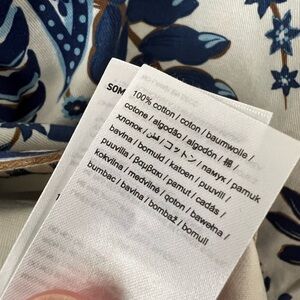 SOM
100% cotton / coton / baumwolle /
cotone / algodão / algodón / 棉 /
хлопок / قطن / コットン / памук / pamuk
bavlna / bomuld / katoen / puuvill /
puuvilla / βαμβακι / pamut / cadás /
kokvilna / medvilnė / qoton / bawełna /
bumbac / bavlna / bombaž / bomull